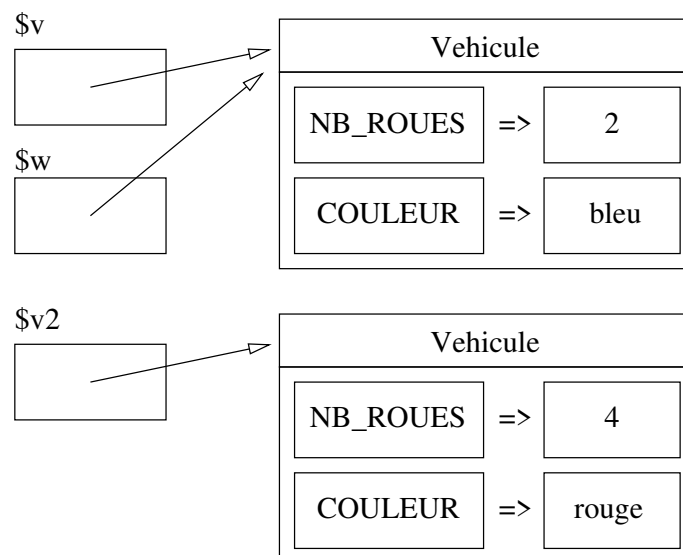 $v
Vehicule
NB_ROUES => 2
$w
COULEUR => bleu
$v2
Vehicule
NB_ROUES => 4
COULEUR => rouge